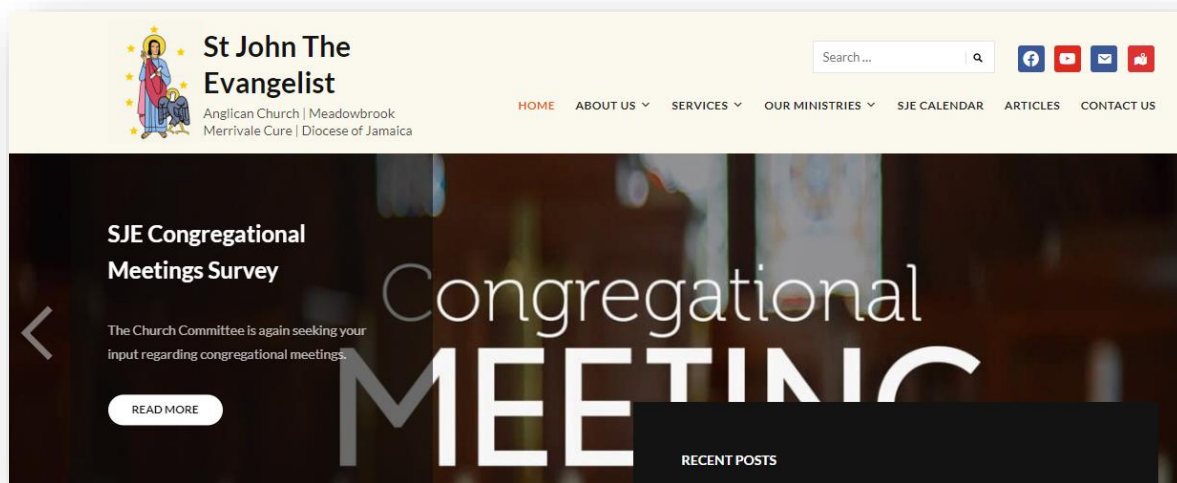 St John The
Evangelist
Anglican Church | Meadowbrook
Merrivale Cure | Diocese of Jamaica
Search ...
HOME ABOUT US SERVICES OUR MINISTRIES SJE CALENDAR ARTICLES CONTACT US
SJE Congregational
Meetings Survey
The Church Committee is again seeking your
input regarding congregational meetings.
READ MORE
Congregational
MEETING
RECENT POSTS